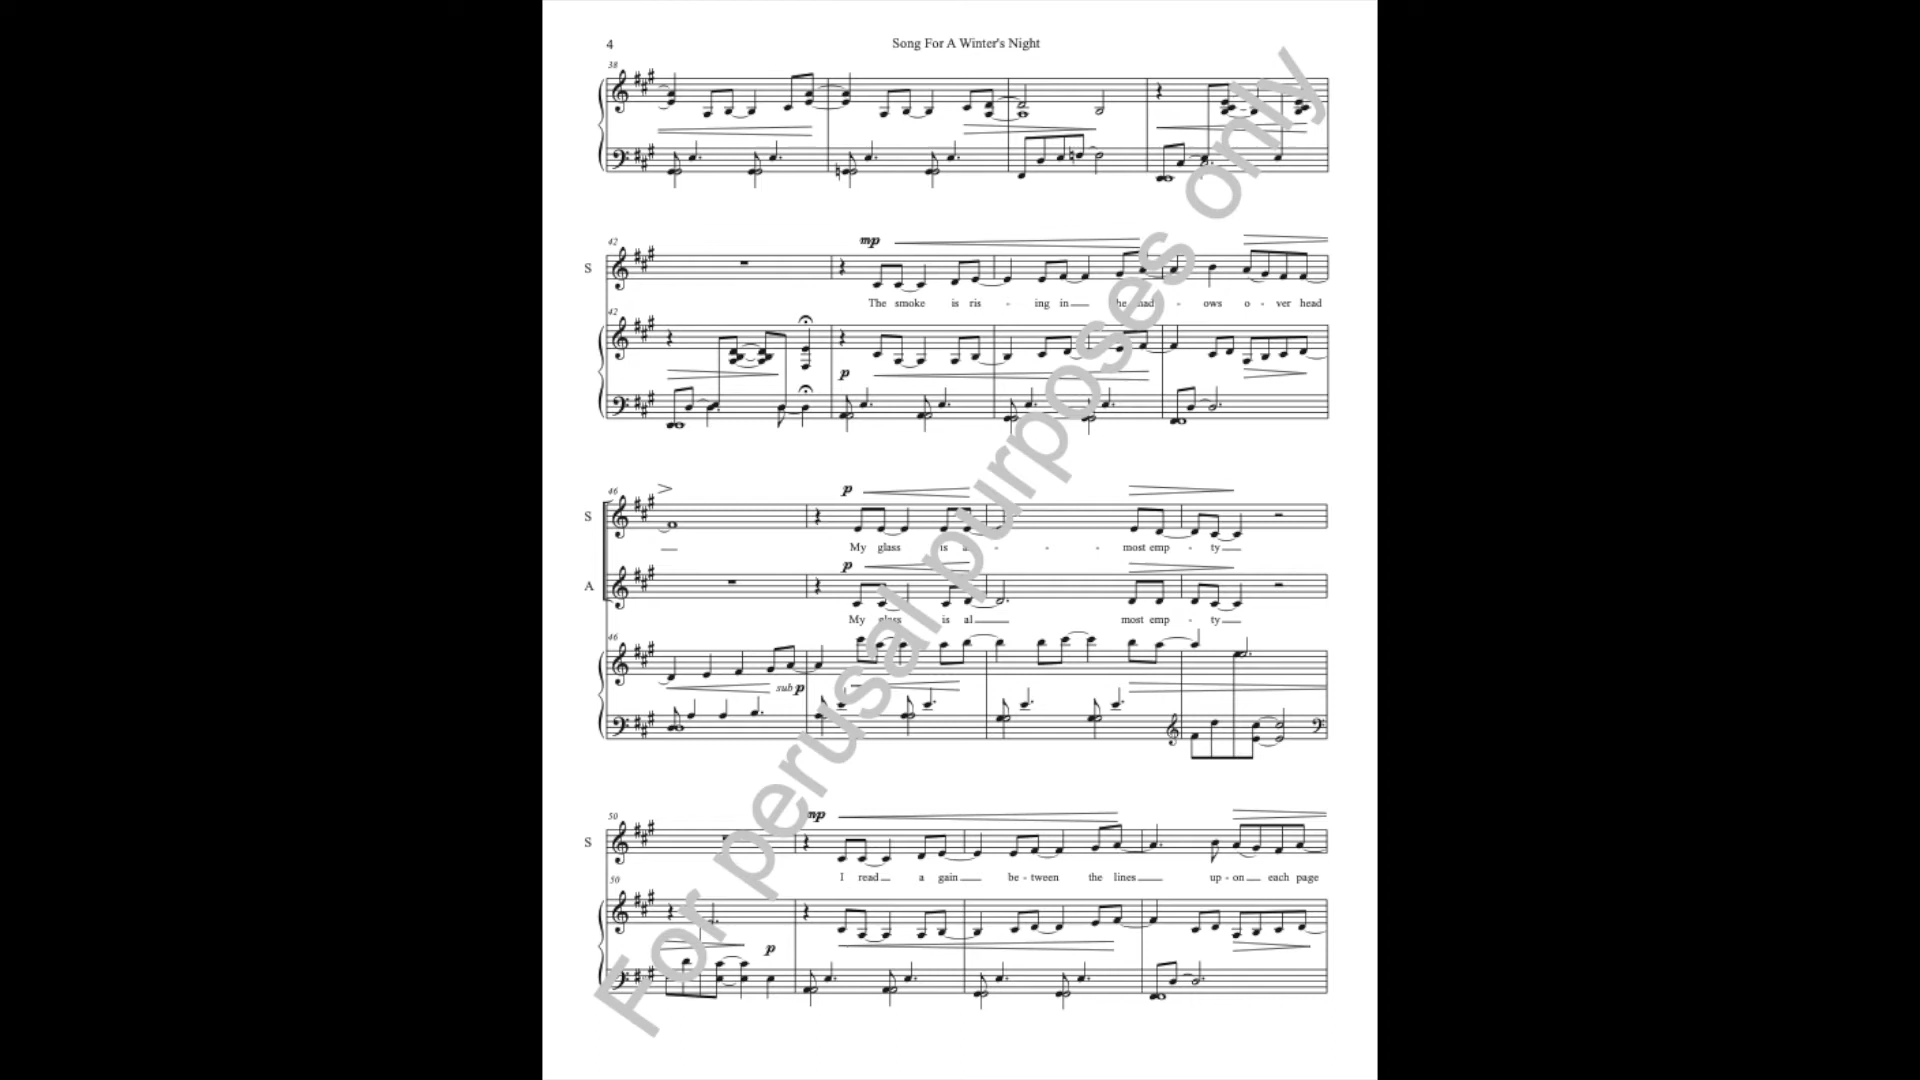 4
Song For A Winter's Night
38
42
mp
S
The smoke is ris - ing in the shad - ows o - ver head
42
p
46
p
S
My glass is a - - - most emp - ty
p
A
My glass is al most emp - ty
46
sub p
50
mp
S
I read a gain be - tween the lines up - on each page
50
p
For perusal purposes only